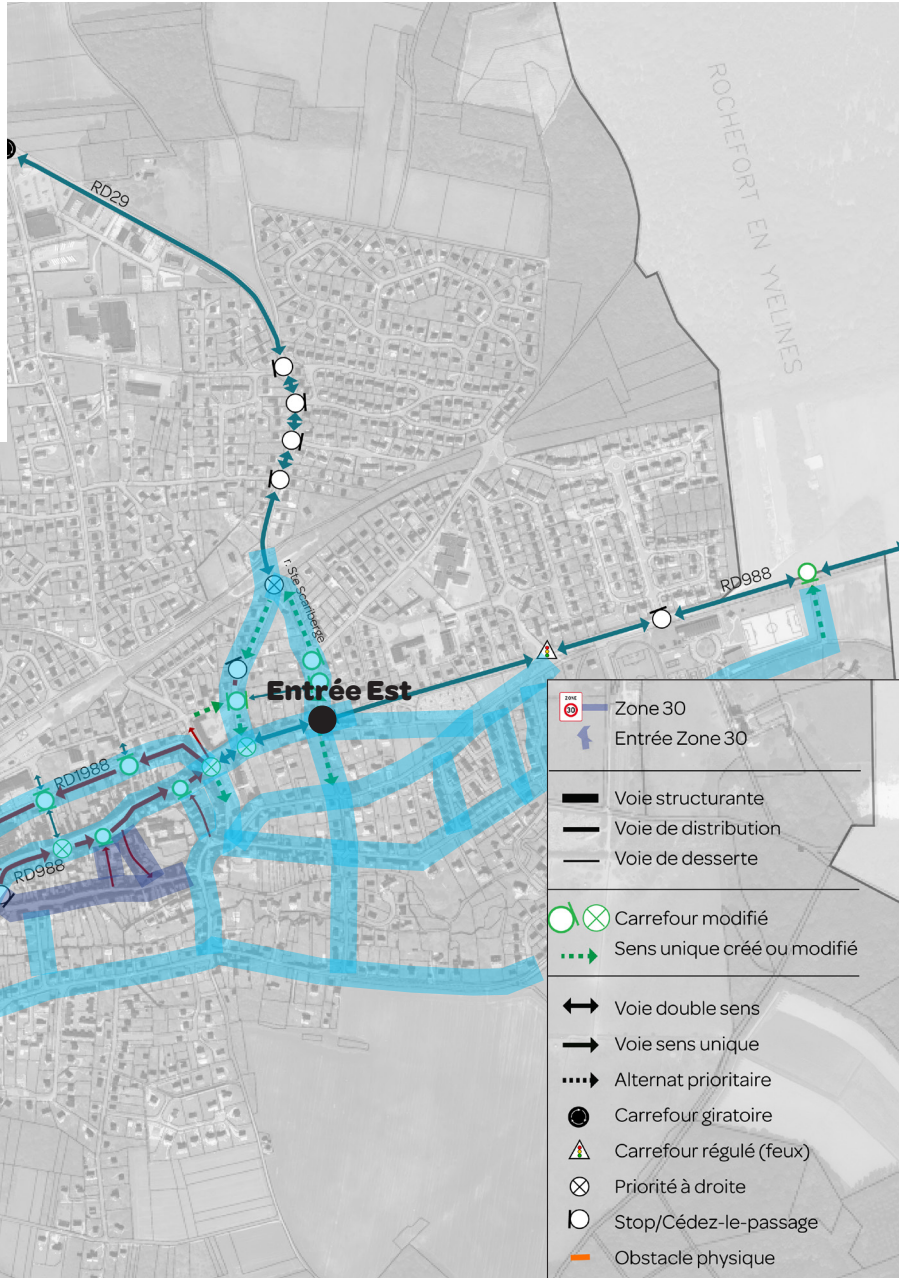 RD29
ROCHEFORT EN YVELINES
r. Ste Scariberge
RD988
Entrée Est
RD1988
RD988
ZONE
30
Zone 30
Entrée Zone 30
Voie structurante
Voie de distribution
Voie de desserte
Carrefour modifié
Sens unique créé ou modifié
Voie double sens
Voie sens unique
Alternat prioritaire
Carrefour giratoire
Carrefour régulé (feux)
Priorité à droite
Stop/Cédez-le-passage
Obstacle physique